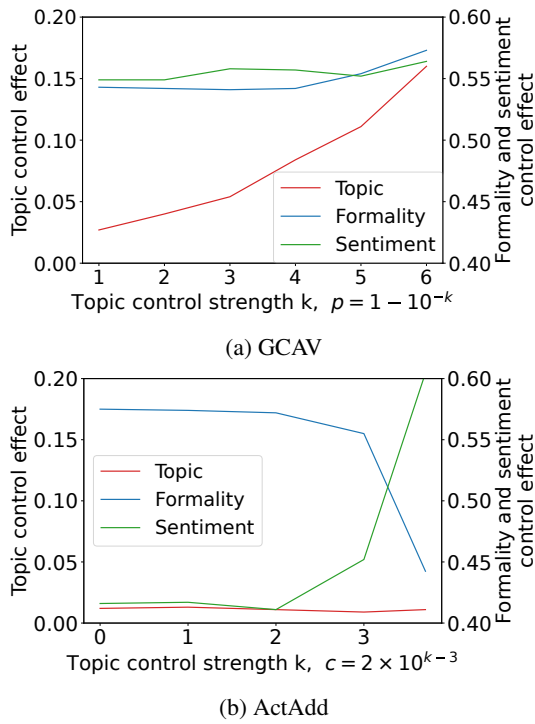 0.20
0.15
0.10
0.05
0.00
Topic control effect
0.60
0.55
0.50
0.45
0.40
Formality and sentiment
control effect
Topic
Formality
Sentiment
1 2 3 4 5 6
Topic control strength k, p = 1 − 10^{−k}
(a) GCAV
0.20
0.15
0.10
0.05
0.00
Topic control effect
0.60
0.55
0.50
0.45
0.40
Formality and sentiment
control effect
Topic
Formality
Sentiment
0 1 2 3
Topic control strength k, c = 2 × 10^{k−3}
(b) ActAdd